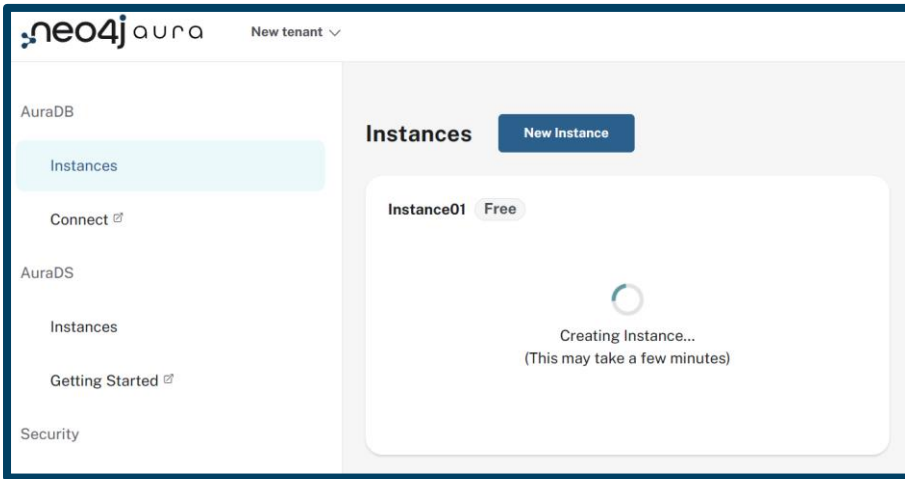 neo4j aura
New tenant
AuraDB
Instances
Connect
AuraDS
Instances
Getting Started
Security
Instances
New Instance
Instance01 Free
Creating Instance...
(This may take a few minutes)